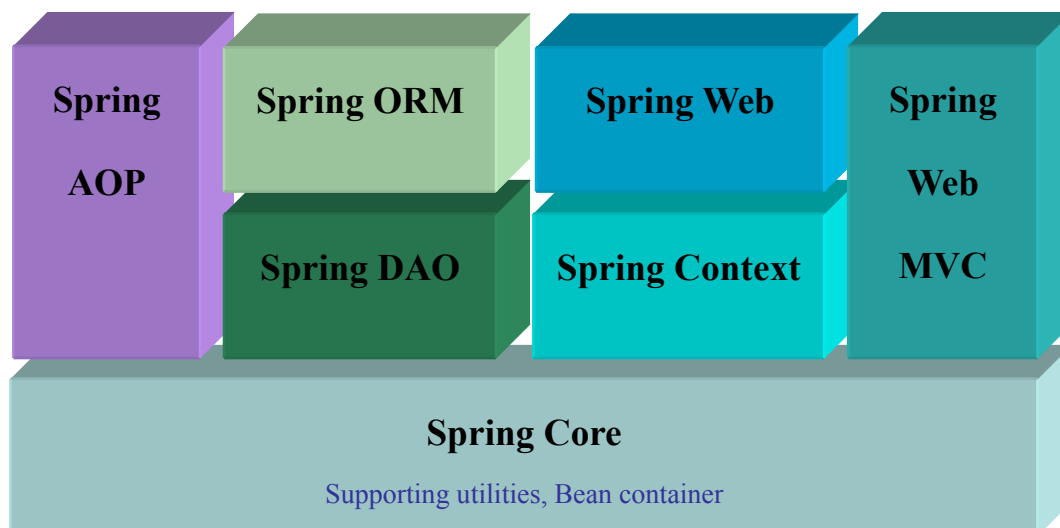 Spring
AOP
Spring ORM
Spring DAO
Spring Web
Spring Context
Spring
Web
MVC
Spring Core
Supporting utilities, Bean container